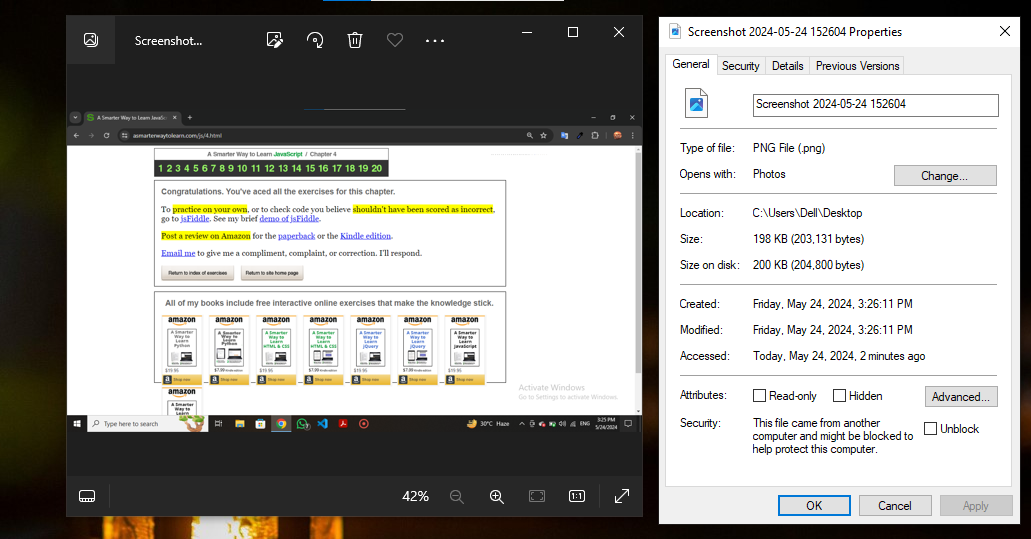 Screenshot...
A Smarter Way to Learn JavaSc
asmarterwaytolearn.com/js/4.html
A Smarter Way to Learn JavaScript / Chapter 4
1 2 3 4 5 6 7 8 9 10 11 12 13 14 15 16 17 18 19 20
Congratulations. You've aced all the exercises for this chapter.
To practice on your own, or to check code you believe shouldn't have been scored as incorrect,
go to jsFiddle. See my brief demo of jsFiddle.
Post a review on Amazon for the paperback or the Kindle edition.
Email me to give me a compliment, complaint, or correction. I'll respond.
Return to index of exercises Return to site home page
All of my books include free interactive online exercises that make the knowledge stick.
amazon amazon amazon amazon amazon amazon amazon
A Smarter Way to Learn Python
A Smarter Way to Learn Python
A Smarter Way to Learn HTML & CSS
A Smarter Way to Learn HTML & CSS
A Smarter Way to Learn jQuery
A Smarter Way to Learn jQuery
A Smarter Way to Learn JavaScript
$19.95 $7.99 $19.95 $7.99 $19.95 $7.99 $19.95
Shop now Shop now Shop now Shop now Shop now Shop now Shop now
amazon
A Smarter
Way to
Learn
Activate Windows
Go to Settings to activate Windows.
Type here to search
30°C Haze
ENG
3:25 PM
5/24/2024
42%
1:1
Screenshot 2024-05-24 152604 Properties
General Security Details Previous Versions
Screenshot 2024-05-24 152604
Type of file: PNG File (.png)
Opens with: Photos Change...
Location: C:\Users\Dell\Desktop
Size: 198 KB (203,131 bytes)
Size on disk: 200 KB (204,800 bytes)
Created: Friday, May 24, 2024, 3:26:11 PM
Modified: Friday, May 24, 2024, 3:26:11 PM
Accessed: Today, May 24, 2024, 2 minutes ago
Attributes: Read-only Hidden Advanced...
Security: This file came from another
computer and might be blocked to
help protect this computer.
Unblock
OK Cancel Apply